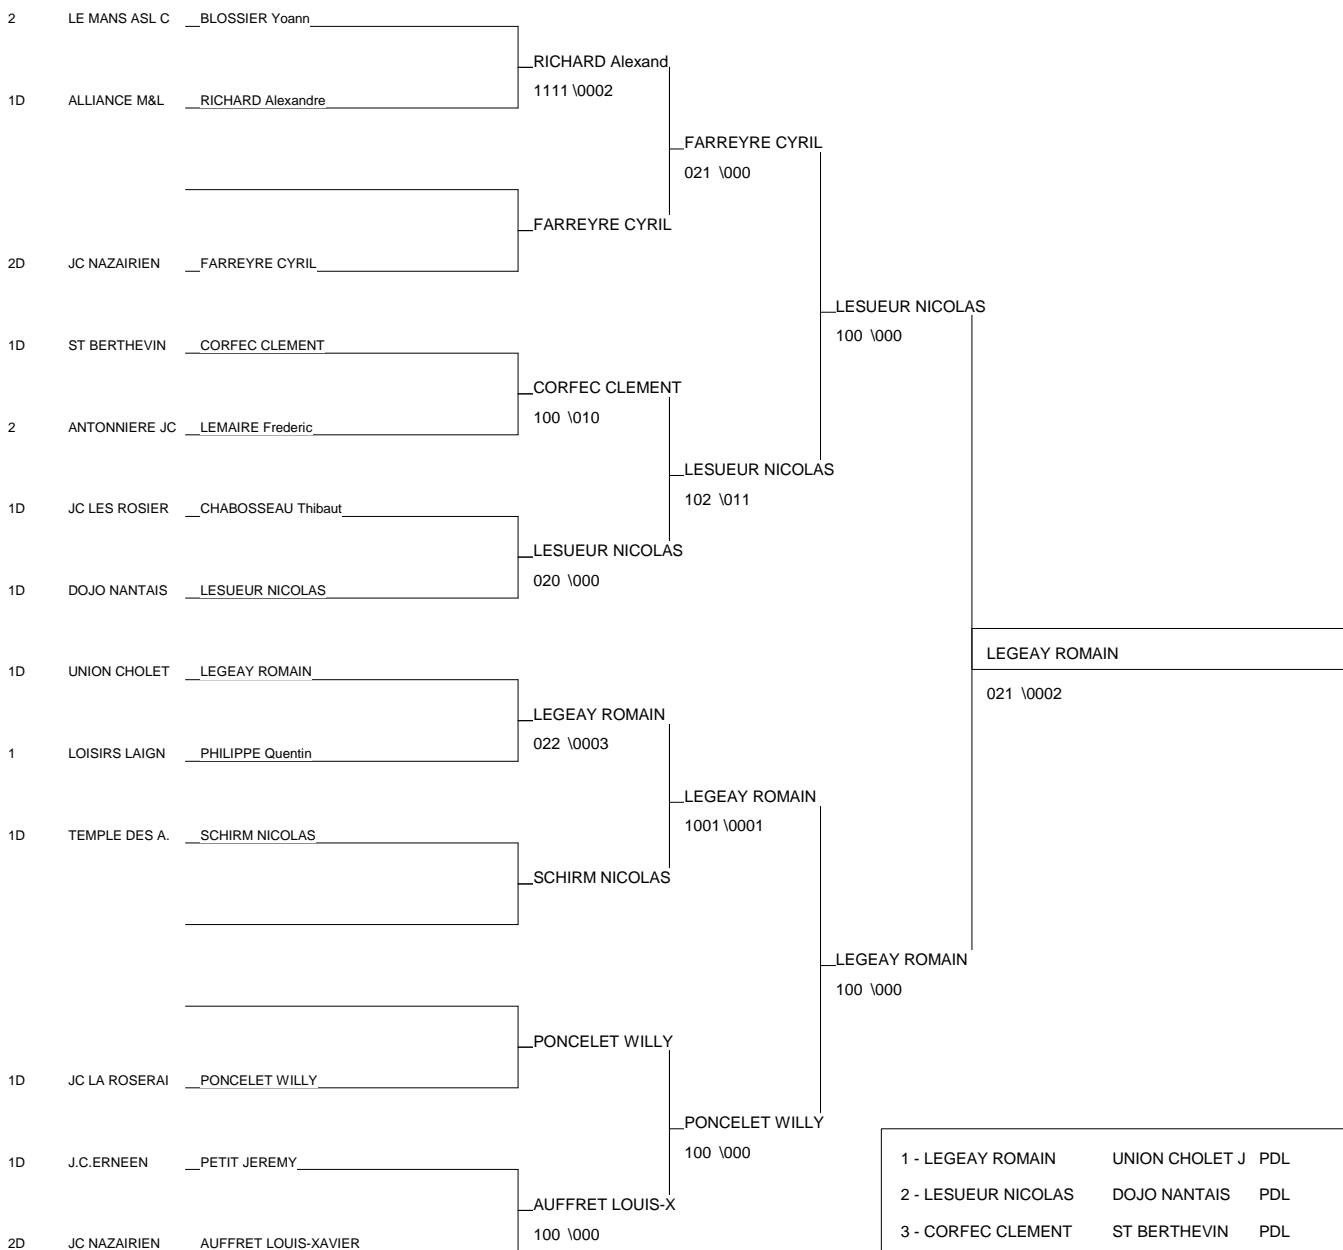 2 LE MANS ASL C BLOSSIER Yoann
RICHARD Alexand
1111 \0002
1D ALLIANCE M&L RICHARD Alexandre
FARREYRE CYRIL
021 \000
FARREYRE CYRIL
2D JC NAZAIRIEN FARREYRE CYRIL
LESUEUR NICOLAS
100 \000
1D ST BERTHEVIN CORFEC CLEMENT
CORFEC CLEMENT
100 \010
2 ANTONNIERE JC LEMAIRE Frederic
LESUEUR NICOLAS
102 \011
1D JC LES ROSIER CHABOSSEAU Thibaut
LESUEUR NICOLAS
020 \000
1D DOJO NANTAIS LESUEUR NICOLAS
LEGEAY ROMAIN
021 \0002
1D UNION CHOLET LEGEAY ROMAIN
LEGEAY ROMAIN
022 \0003
1 LOISIRS LAIGN PHILIPPE Quentin
LEGEAY ROMAIN
1001 \0001
1D TEMPLE DES A. SCHIRM NICOLAS
SCHIRM NICOLAS
LEGEAY ROMAIN
100 \000
PONCELET WILLY
1D JC LA ROSERAI PONCELET WILLY
PONCELET WILLY
100 \000
1D J.C.ERNEEN PETIT JEREMY
AUFFRET LOUIS-X
100 \000
2D JC NAZAIRIEN AUFFRET LOUIS-XAVIER
1 - LEGEAY ROMAIN UNION CHOLET J PDL
2 - LESUEUR NICOLAS DOJO NANTAIS PDL
3 - CORFEC CLEMENT ST BERTHEVIN PDL